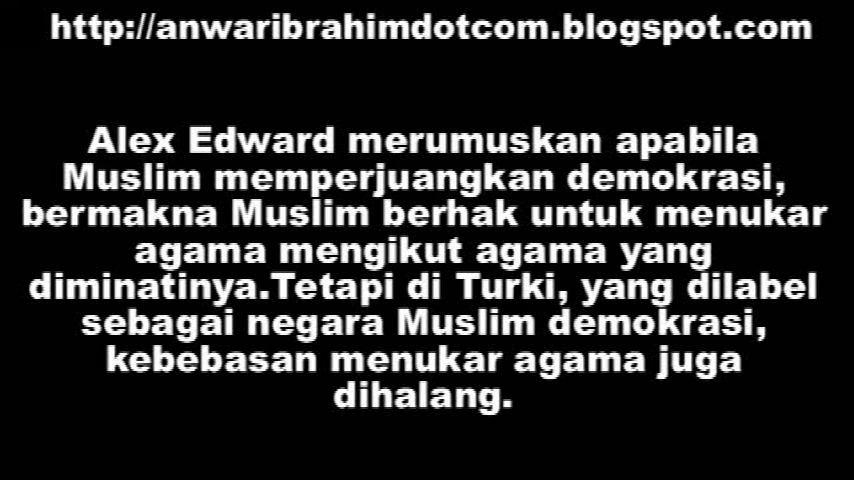 http://anwaribrahimdotcom.blogspot.com
Alex Edward merumuskan apabila
Muslim memperjuangkan demokrasi,
bermakna Muslim berhak untuk menukar
agama mengikut agama yang
diminatinya.Tetapi di Turki, yang dilabel
sebagai negara Muslim demokrasi,
kebebasan menukar agama juga
dihalang.